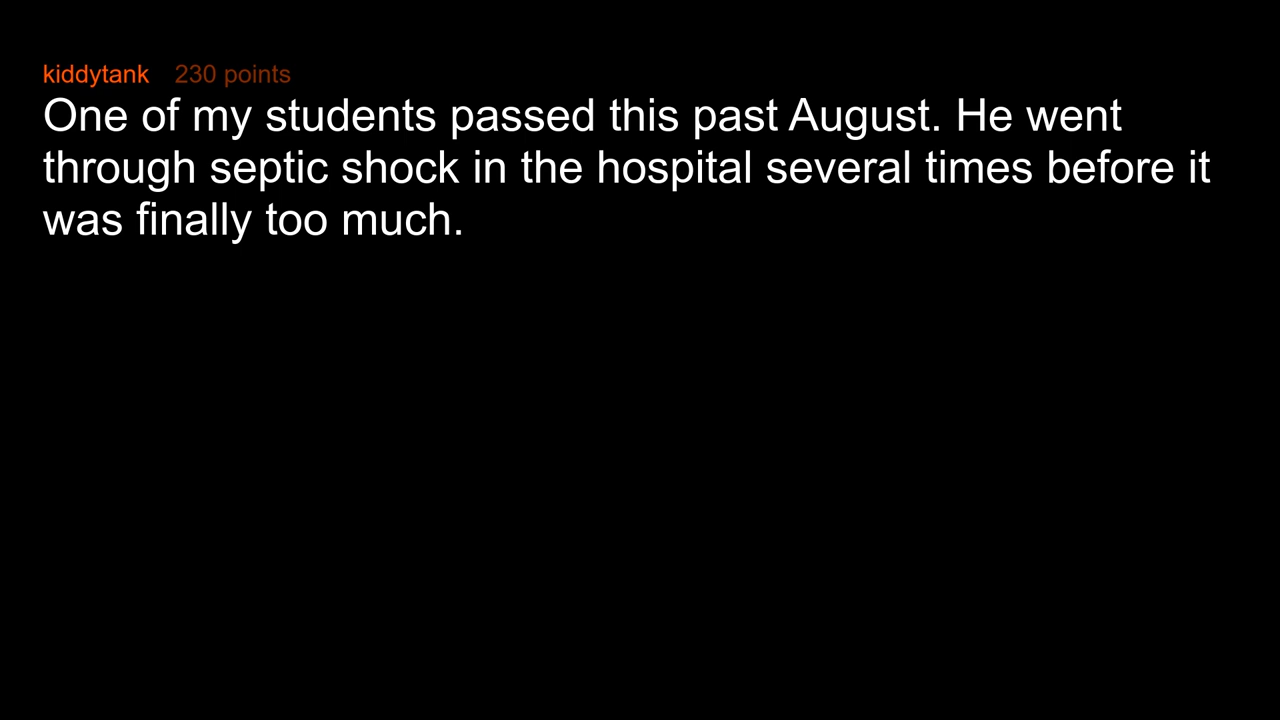 kiddytank 230 points
One of my students passed this past August. He went
through septic shock in the hospital several times before it
was finally too much.